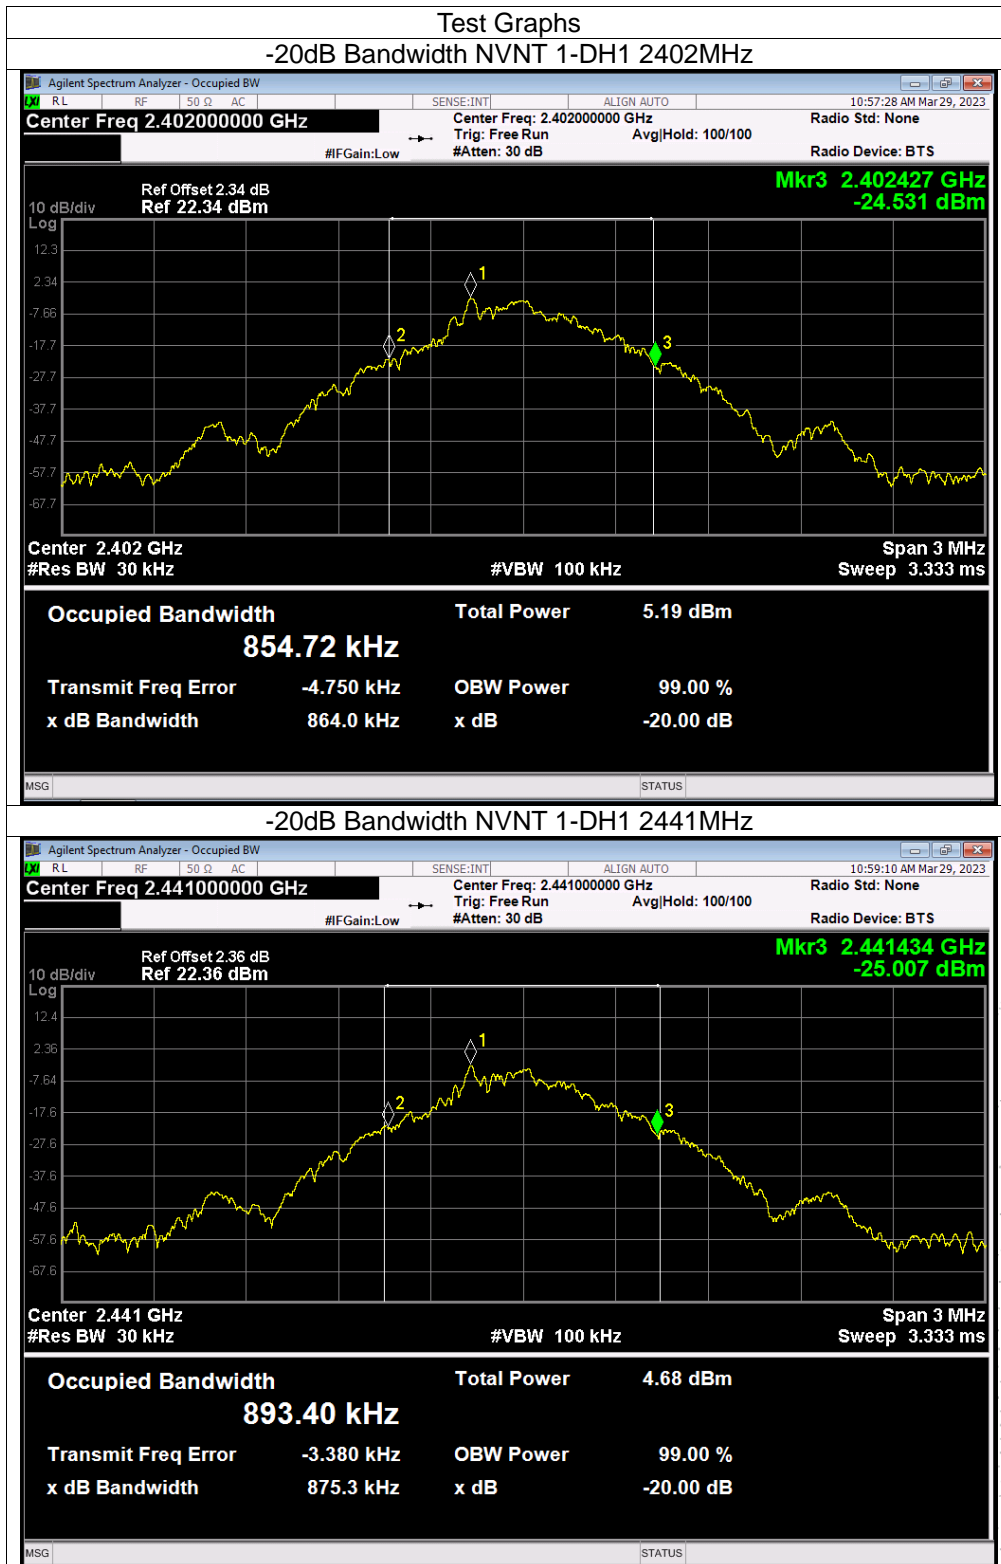 Test Graphs
-20dB Bandwidth NVNT 1-DH1 2402MHz
Agilent Spectrum Analyzer - Occupied BW
LXI RL RF 50 Ω AC SENSE:INT ALIGN AUTO 10:57:28 AM Mar 29, 2023
Center Freq 2.402000000 GHz Center Freq: 2.402000000 GHz Radio Std: None
Trig: Free Run Avg|Hold: 100/100
#IFGain:Low #Atten: 30 dB Radio Device: BTS
Mkr3 2.402427 GHz
-24.531 dBm
Ref Offset 2.34 dB
10 dB/div Ref 22.34 dBm
Log
12.3
2.34
-7.66
-17.7
-27.7
-37.7
-47.7
-57.7
-67.7
1
2
3
Center 2.402 GHz Span 3 MHz
#Res BW 30 kHz #VBW 100 kHz Sweep 3.333 ms
Occupied Bandwidth Total Power 5.19 dBm
854.72 kHz
Transmit Freq Error -4.750 kHz OBW Power 99.00 %
x dB Bandwidth 864.0 kHz x dB -20.00 dB
MSG STATUS
-20dB Bandwidth NVNT 1-DH1 2441MHz
Agilent Spectrum Analyzer - Occupied BW
LXI RL RF 50 Ω AC SENSE:INT ALIGN AUTO 10:59:10 AM Mar 29, 2023
Center Freq 2.441000000 GHz Center Freq: 2.441000000 GHz Radio Std: None
Trig: Free Run Avg|Hold: 100/100
#IFGain:Low #Atten: 30 dB Radio Device: BTS
Mkr3 2.441434 GHz
-25.007 dBm
Ref Offset 2.36 dB
10 dB/div Ref 22.36 dBm
Log
12.4
2.36
-7.64
-17.6
-27.6
-37.6
-47.6
-57.6
-67.6
1
2
3
Center 2.441 GHz Span 3 MHz
#Res BW 30 kHz #VBW 100 kHz Sweep 3.333 ms
Occupied Bandwidth Total Power 4.68 dBm
893.40 kHz
Transmit Freq Error -3.380 kHz OBW Power 99.00 %
x dB Bandwidth 875.3 kHz x dB -20.00 dB
MSG STATUS